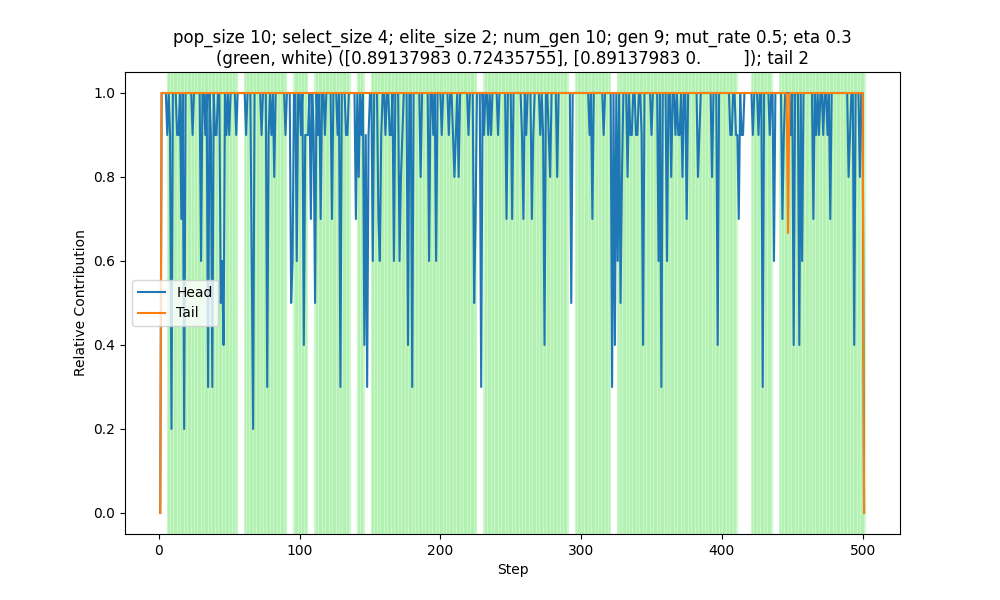 pop_size 10; select_size 4; elite_size 2; num_gen 10; gen 9; mut_rate 0.5; eta 0.3
(green, white) ([0.89137983 0.72435755], [0.89137983 0.        ]); tail 2
1.0
0.8
0.6
0.4
0.2
0.0
Relative Contribution
Head
Tail
0 100 200 300 400 500
Step